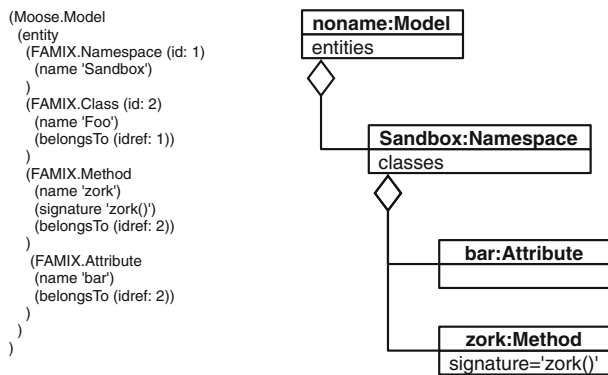 (Moose.Model
(entity
(FAMIX.Namespace (id: 1)
(name 'Sandbox')
)
(FAMIX.Class (id: 2)
(name 'Foo')
(belongsTo (idref: 1))
)
(FAMIX.Method
(name 'zork')
(signature 'zork()')
(belongsTo (idref: 2))
)
(FAMIX.Attribute
(name 'bar')
(belongsTo (idref: 2))
)
)
)
noname:Model
entities
Sandbox:Namespace
classes
bar:Attribute
zork:Method
signature='zork()'